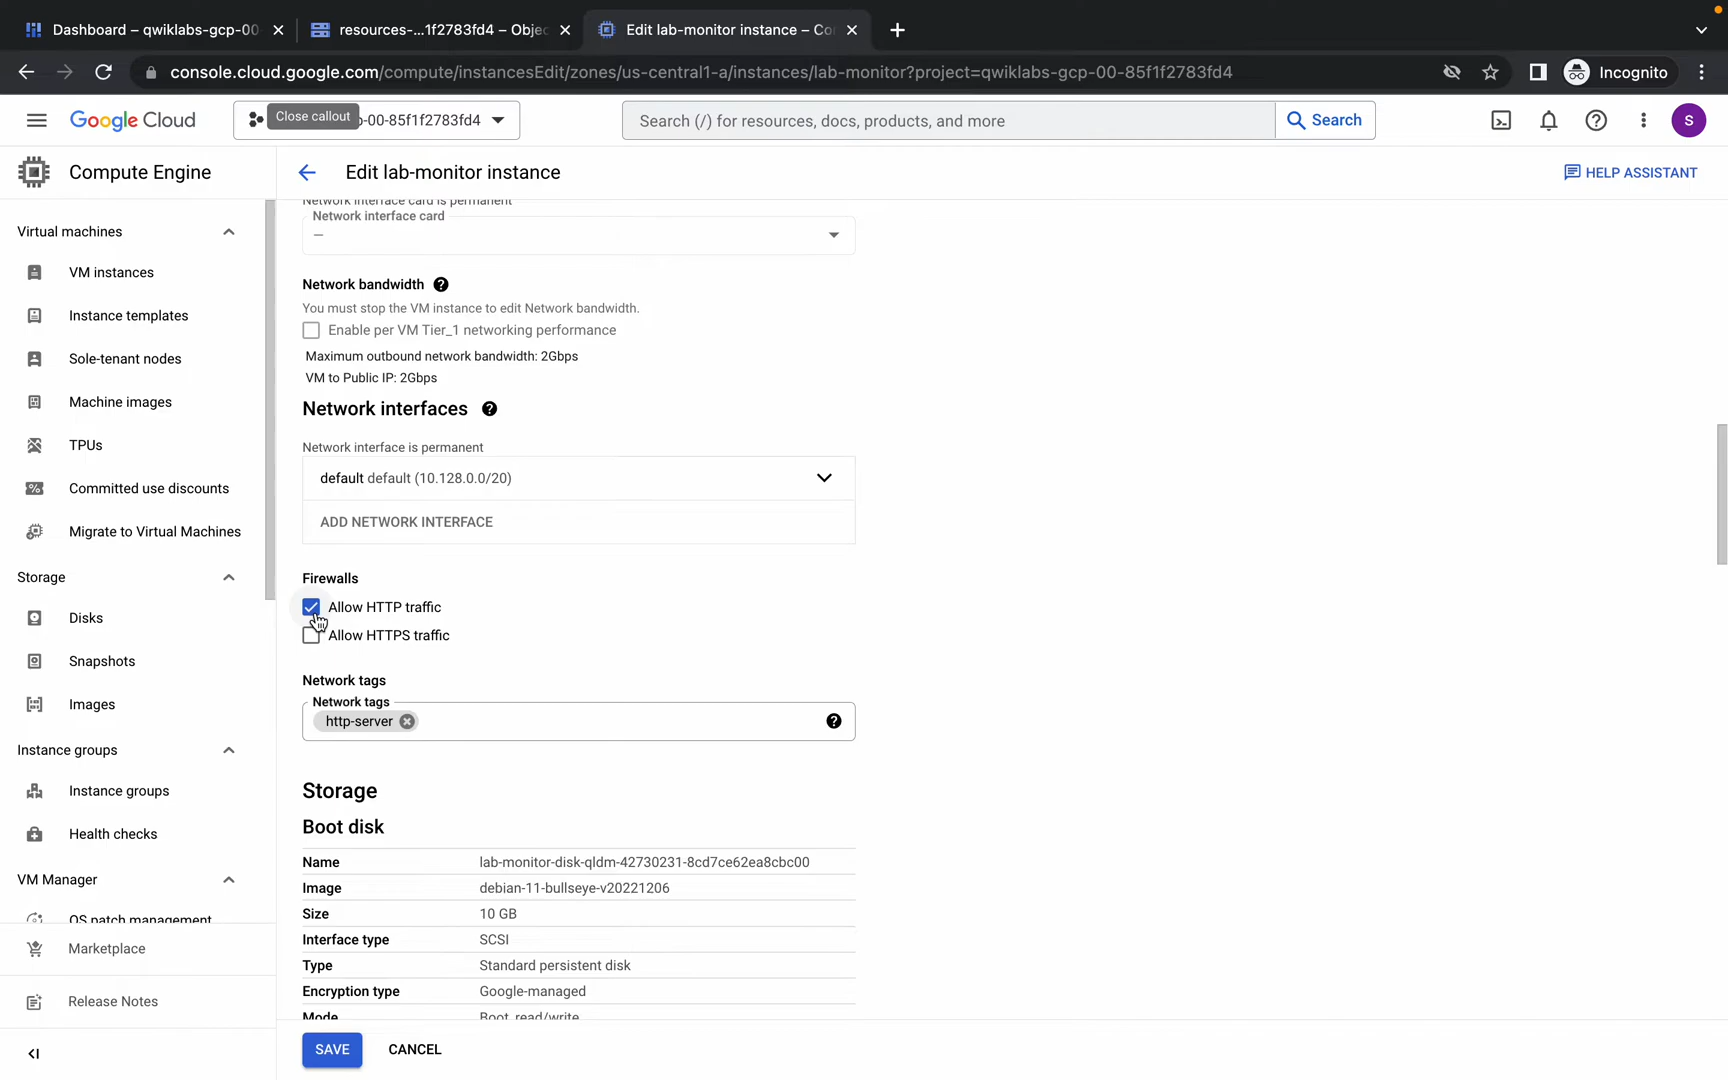 Dashboard – qwiklabs-gcp-00
resources-...1f2783fd4 – Objec
Edit lab-monitor instance – Co
console.cloud.google.com/compute/instancesEdit/zones/us-central1-a/instances/lab-monitor?project=qwiklabs-gcp-00-85f1f2783fd4
Incognito
Google Cloud
Close callout
-00-85f1f2783fd4
Search (/) for resources, docs, products, and more
Search
S
Compute Engine
Edit lab-monitor instance
HELP ASSISTANT
Virtual machines
VM instances
Instance templates
Sole-tenant nodes
Machine images
TPUs
Committed use discounts
Migrate to Virtual Machines
Storage
Disks
Snapshots
Images
Instance groups
Instance groups
Health checks
VM Manager
OS patch management
Marketplace
Release Notes
Network interface card is permanent
Network interface card
—
Network bandwidth
You must stop the VM instance to edit Network bandwidth.
Enable per VM Tier_1 networking performance
Maximum outbound network bandwidth: 2Gbps
VM to Public IP: 2Gbps
Network interfaces
Network interface is permanent
default default (10.128.0.0/20)
ADD NETWORK INTERFACE
Firewalls
Allow HTTP traffic
Allow HTTPS traffic
Network tags
Network tags
http-server
Storage
Boot disk
Name lab-monitor-disk-qldm-42730231-8cd7ce62ea8cbc00
Image debian-11-bullseye-v20221206
Size 10 GB
Interface type SCSI
Type Standard persistent disk
Encryption type Google-managed
Mode Boot, read/write
SAVE
CANCEL